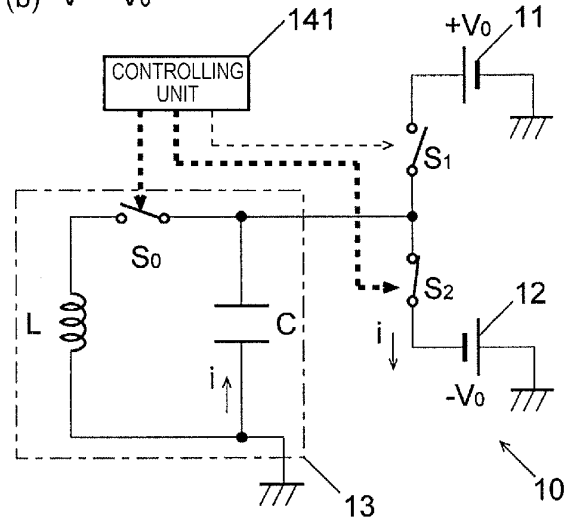 (b) V V₀
141
CONTROLLING
UNIT
+V₀
11
S₁
S₀
S₂
12
L
C
i
i
-V₀
13
10